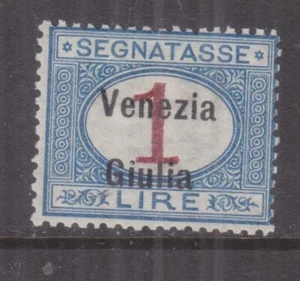 SEGNATASSE
Venezia
1
Giulia
LIRE